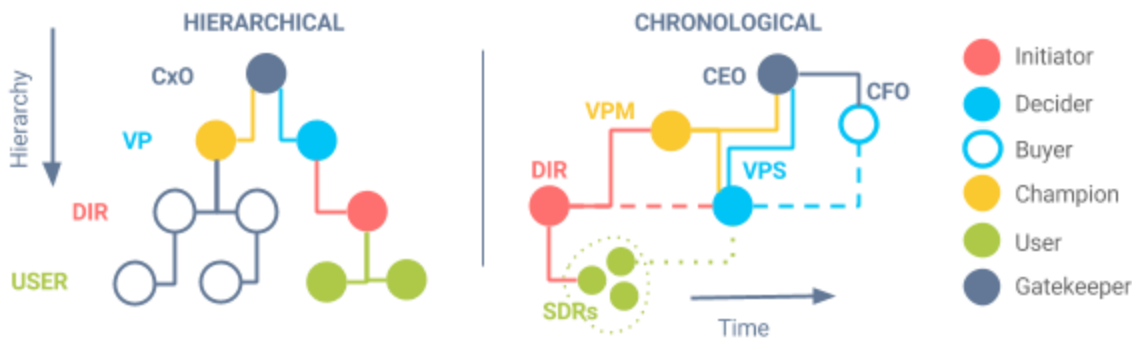 HIERARCHICAL
Hierarchy
CxO
VP
DIR
USER
CHRONOLOGICAL
CEO
CFO
VPM
DIR
VPS
SDRs
Time
Initiator
Decider
Buyer
Champion
User
Gatekeeper